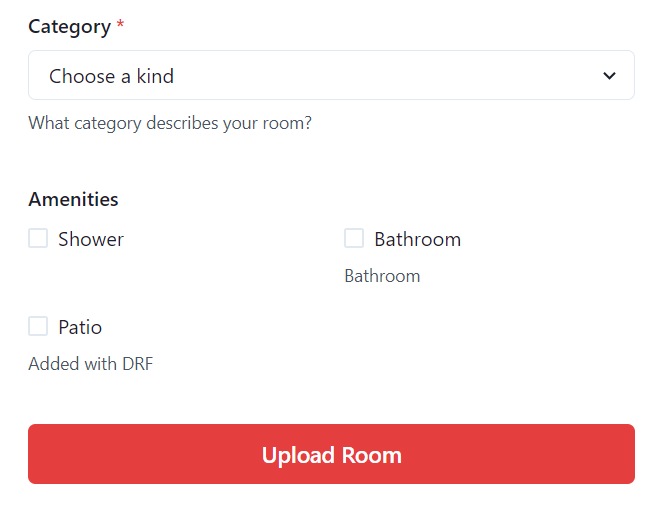 Category *
Choose a kind
What category describes your room?
Amenities
Shower
Bathroom
Bathroom
Patio
Added with DRF
Upload Room